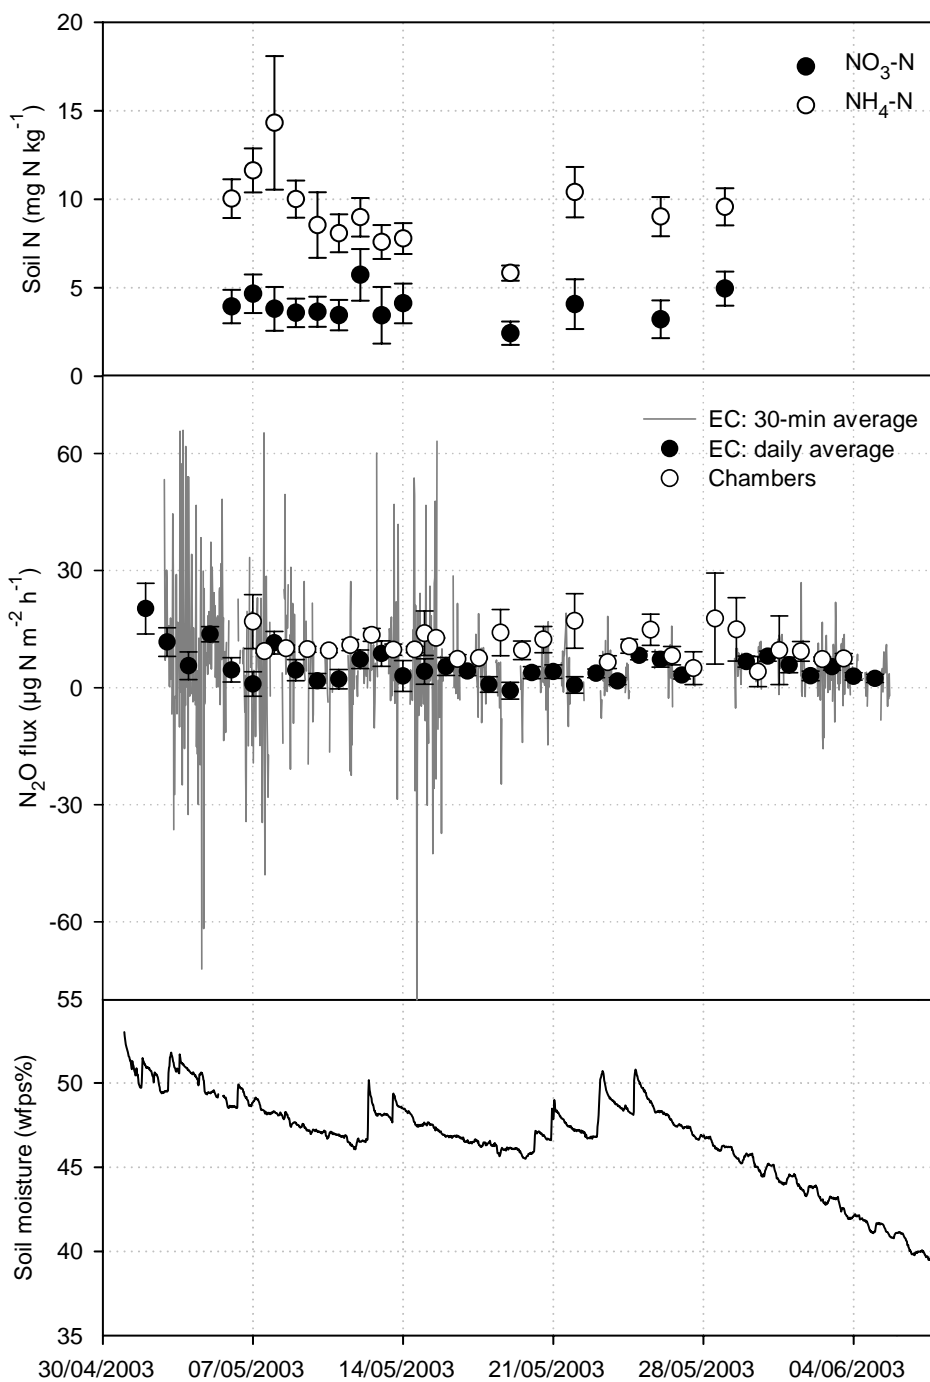 20
15
10
5
0
Soil N (mg N kg⁻¹)
NO₃-N
NH₄-N
60
30
0
-30
-60
N₂O flux (µg N m⁻² h⁻¹)
EC: 30-min average
EC: daily average
Chambers
55
50
45
40
35
Soil moisture (wfps%)
30/04/2003 07/05/2003 14/05/2003 21/05/2003 28/05/2003 04/06/2003